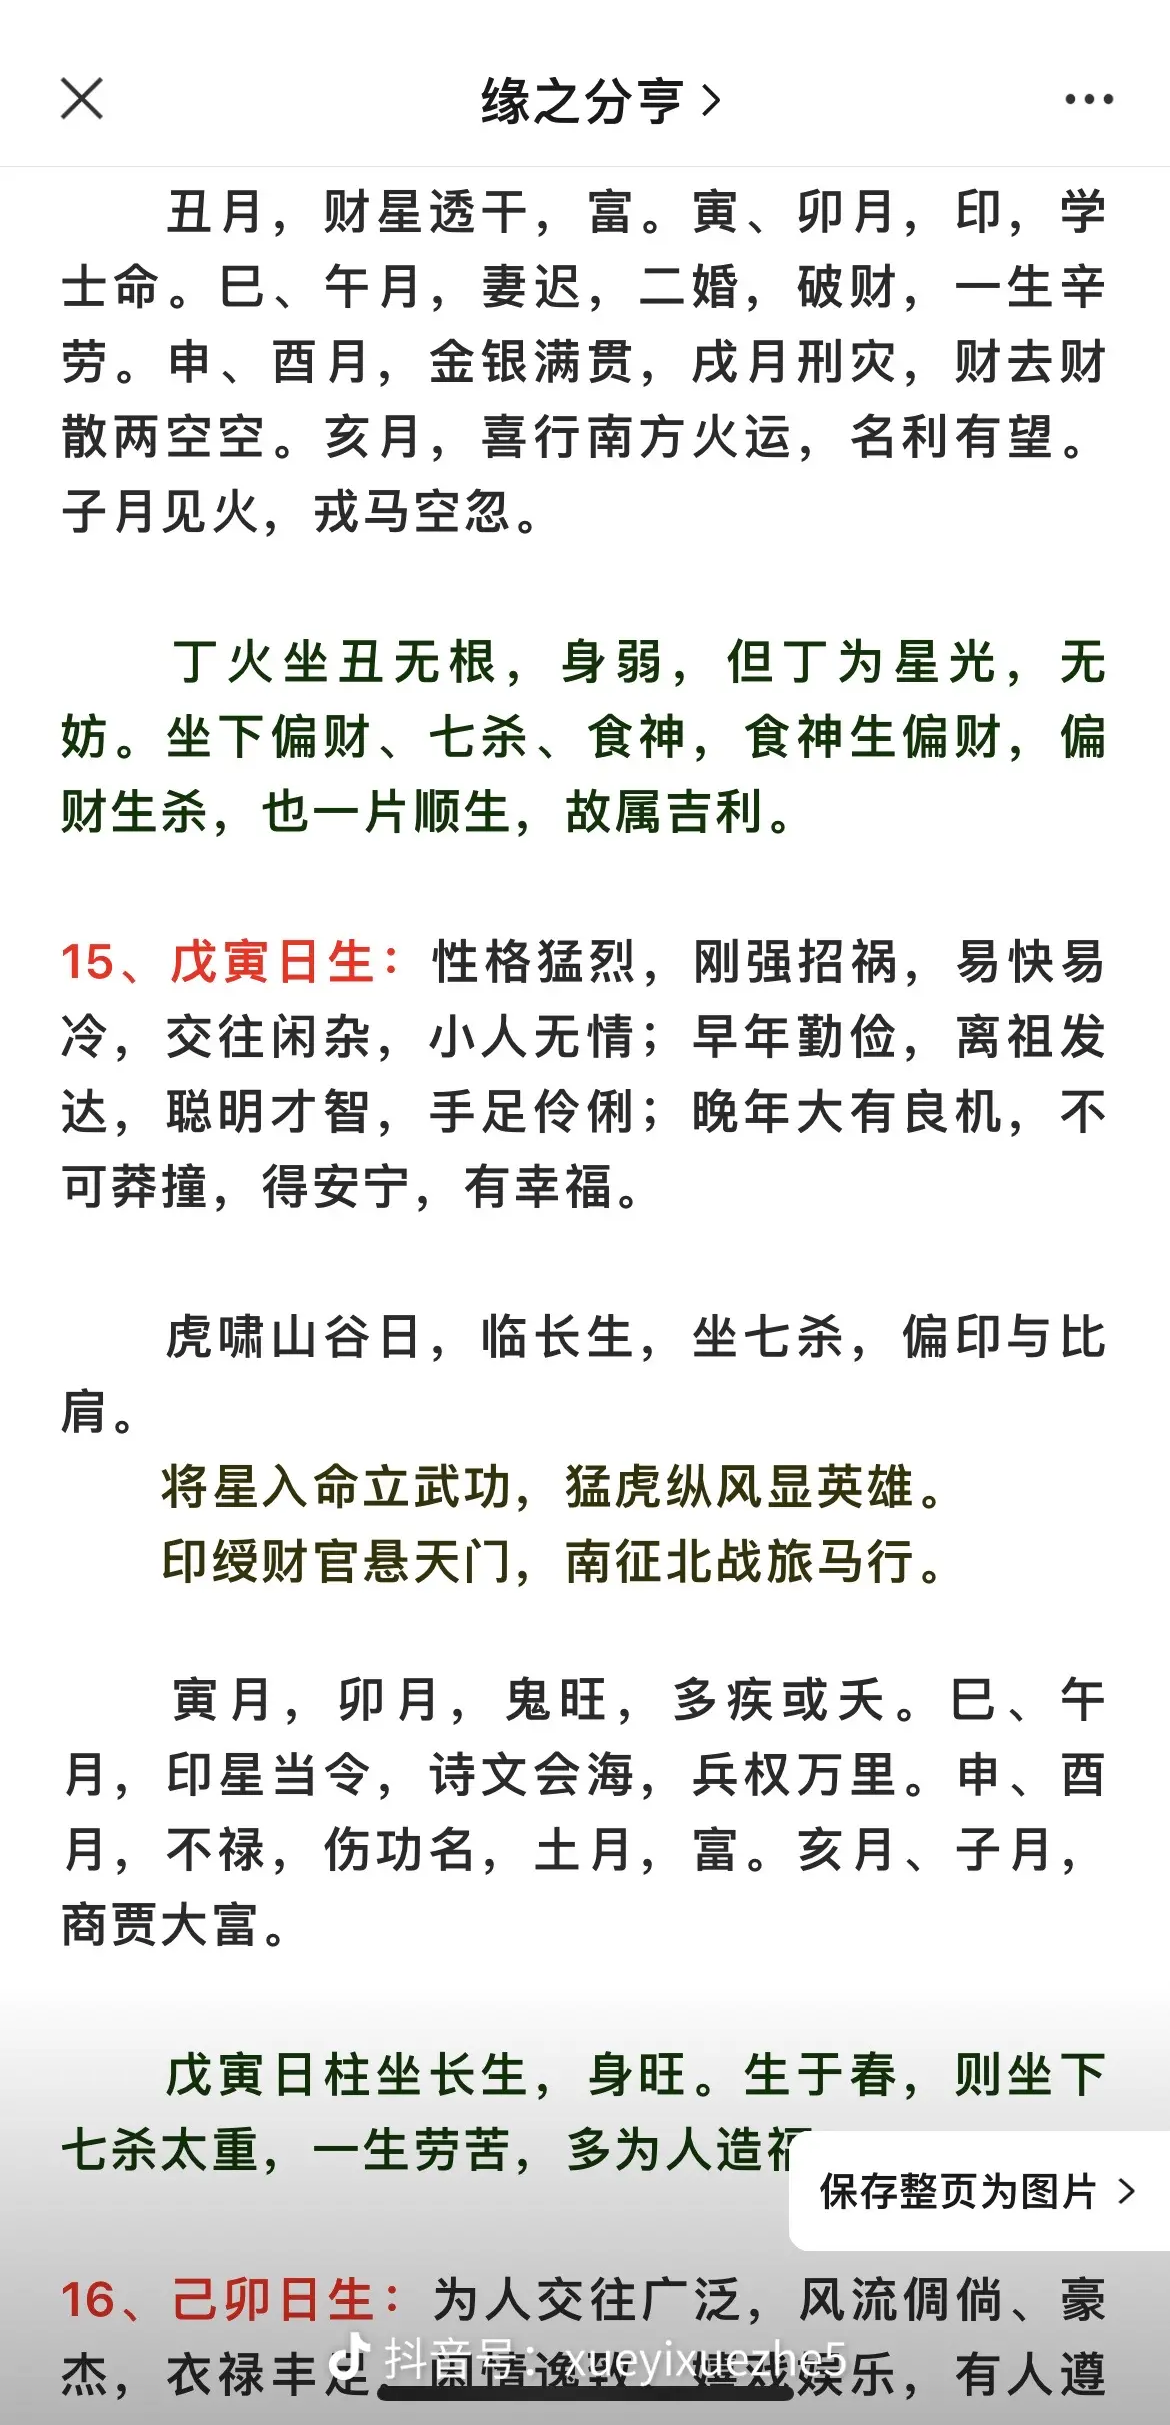 缘之分亨
丑月，财星透干，富。寅、卯月，印，学
士命。巳、午月，妻迟，二婚，破财，一生辛
劳。申、酉月，金银满贯，戌月刑灾，财去财
散两空空。亥月，喜行南方火运，名利有望。
子月见火，戎马空忽。
丁火坐丑无根，身弱，但丁为星光，无
妨。坐下偏财、七杀、食神，食神生偏财，偏
财生杀，也一片顺生，故属吉利。
15、戊寅日生：性格猛烈，刚强招祸，易快易
冷，交往闲杂，小人无情；早年勤俭，离祖发
达，聪明才智，手足伶俐；晚年大有良机，不
可莽撞，得安宁，有幸福。
虎啸山谷日，临长生，坐七杀，偏印与比
肩。
将星入命立武功，猛虎纵风显英雄。
印绶财官悬天门，南征北战旅马行。
寅月，卯月，鬼旺，多疾或夭。巳、午
月，印星当令，诗文会海，兵权万里。申、酉
月，不禄，伤功名，土月，富。亥月、子月，
商贾大富。
戊寅日柱坐长生，身旺。生于春，则坐下
七杀太重，一生劳苦，多为人造福
保存整页为图片
16、己卯日生：为人交往广泛，风流倜倘、豪
杰，衣禄丰足，闲情逸致，嬉戏娱乐，有人遵
抖音号：xueyixuezhe5